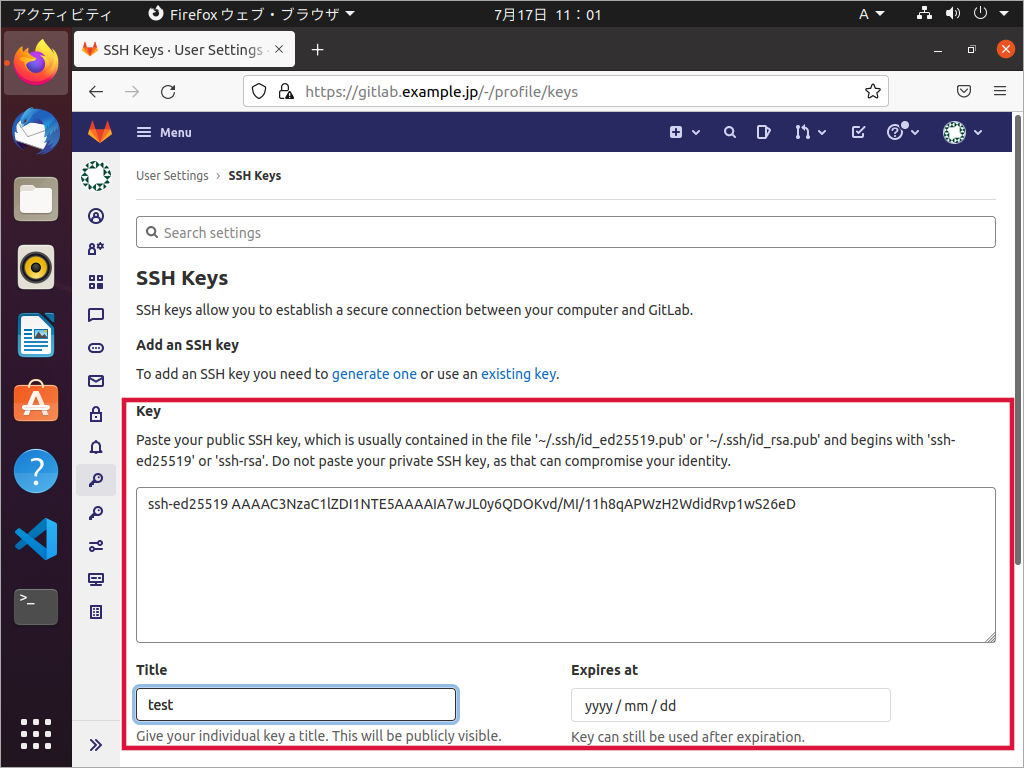 アクティビティ Firefox ウェブ・ブラウザ 7月17日 11：01 A
SSH Keys · User Settings ·
https://gitlab.example.jp/-/profile/keys
Menu
User Settings › SSH Keys
Search settings
SSH Keys
SSH keys allow you to establish a secure connection between your computer and GitLab.
Add an SSH key
To add an SSH key you need to generate one or use an existing key.
Key
Paste your public SSH key, which is usually contained in the file '~/.ssh/id_ed25519.pub' or '~/.ssh/id_rsa.pub' and begins with 'ssh-
ed25519' or 'ssh-rsa'. Do not paste your private SSH key, as that can compromise your identity.
ssh-ed25519 AAAAC3NzaC1lZDI1NTE5AAAAIA7wJL0y6QDOKvd/MI/11h8qAPWzH2WdidRvp1wS26eD
Title Expires at
test yyyy / mm / dd
Give your individual key a title. This will be publicly visible. Key can still be used after expiration.